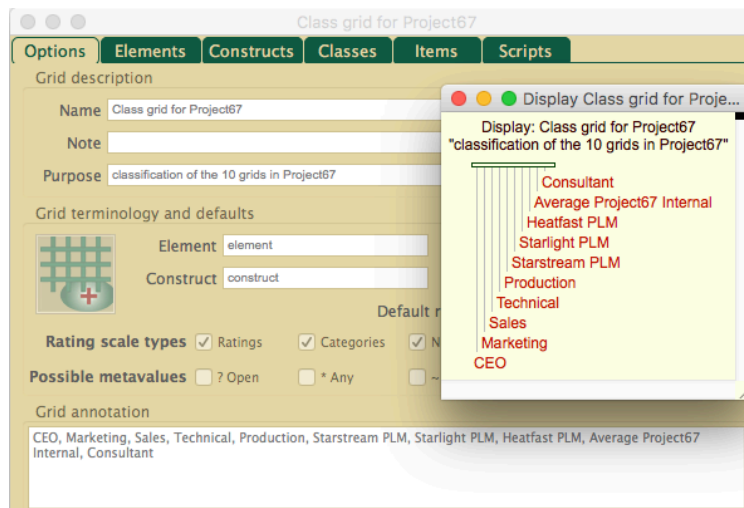 Class grid for Project67
Options
Elements
Constructs
Classes
Items
Scripts
Grid description
Name Class grid for Project67
Note
Purpose classification of the 10 grids in Project67
Grid terminology and defaults
Element element
Construct construct
Default r
Rating scale types Ratings Categories N
Possible metavalues ? Open * Any ~
Grid annotation
CEO, Marketing, Sales, Technical, Production, Starstream PLM, Starlight PLM, Heatfast PLM, Average Project67
Internal, Consultant
Display Class grid for Proje...
Display: Class grid for Project67
"classification of the 10 grids in Project67"
Consultant
Average Project67 Internal
Heatfast PLM
Starlight PLM
Starstream PLM
Production
Technical
Sales
Marketing
CEO